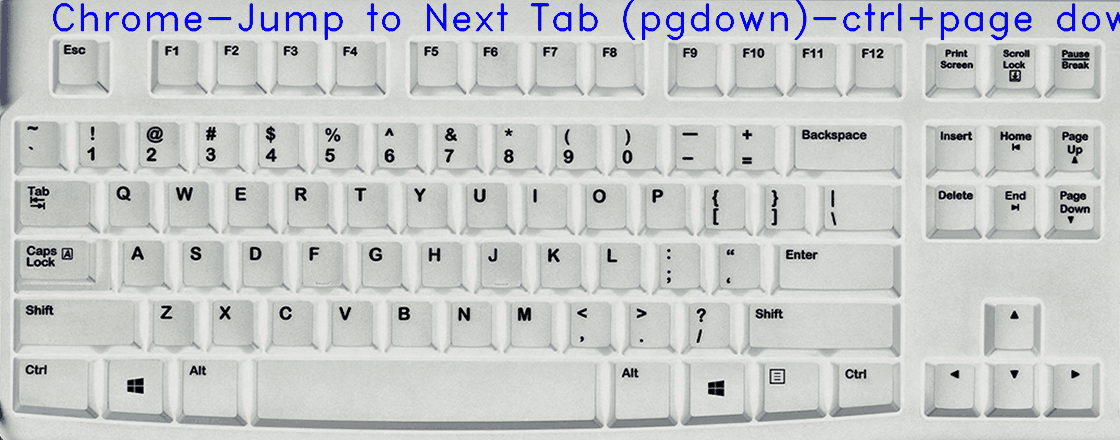 Chrome-Jump to Next Tab (pgdown)-ctrl+page dow
Esc F1 F2 F3 F4 F5 F6 F7 F8 F9 F10 F11 F12 Print Screen Scroll Lock Pause Break
~ ` ! 1 @ 2 # 3 $ 4 % 5 ^ 6 & 7 * 8 ( 9 ) 0 — - + = Backspace Insert Home Page Up
Tab Q W E R T Y U I O P { [ } ] | \ Delete End Page Down
Caps Lock A S D F G H J K L : ; “ ‘ Enter
Shift Z X C V B N M < , > . ? / Shift
Ctrl Alt Alt Ctrl